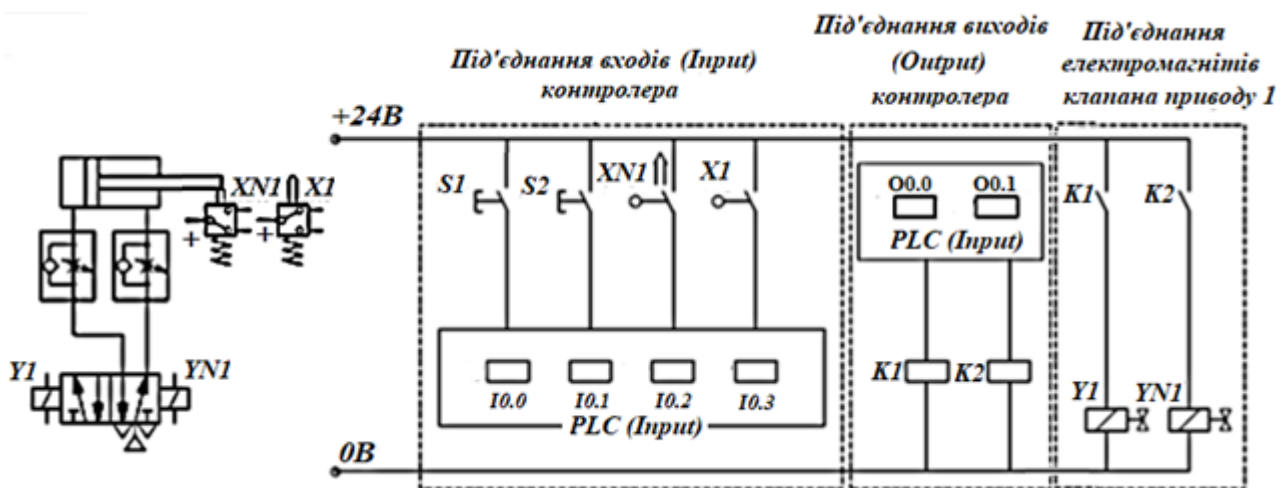 Під'єднання входів (Input)
контролера
Під'єднання виходів
(Output)
контролера
Під'єднання
електромагнітів
клапана приводу 1
+24В
XN1 X1
+ +
Y1 YN1
S1 S2 XN1 X1
I0.0 I0.1 I0.2 I0.3
PLC (Input)
O0.0 O0.1
PLC (Input)
K1 K2
K1 K2
Y1 YN1
0В